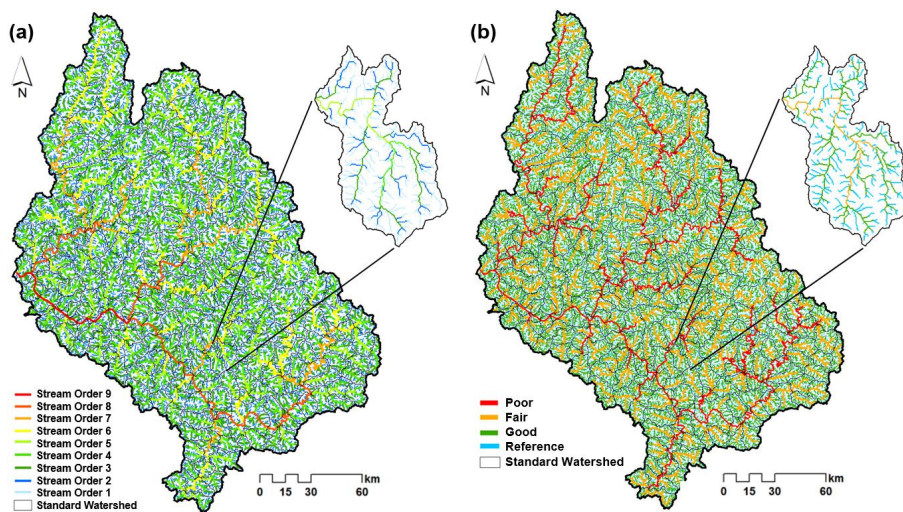 (a)
N
Stream Order 9
Stream Order 8
Stream Order 7
Stream Order 6
Stream Order 5
Stream Order 4
Stream Order 3
Stream Order 2
Stream Order 1
Standard Watershed
km
0 15 30 60
(b)
N
Poor
Fair
Good
Reference
Standard Watershed
km
0 15 30 60